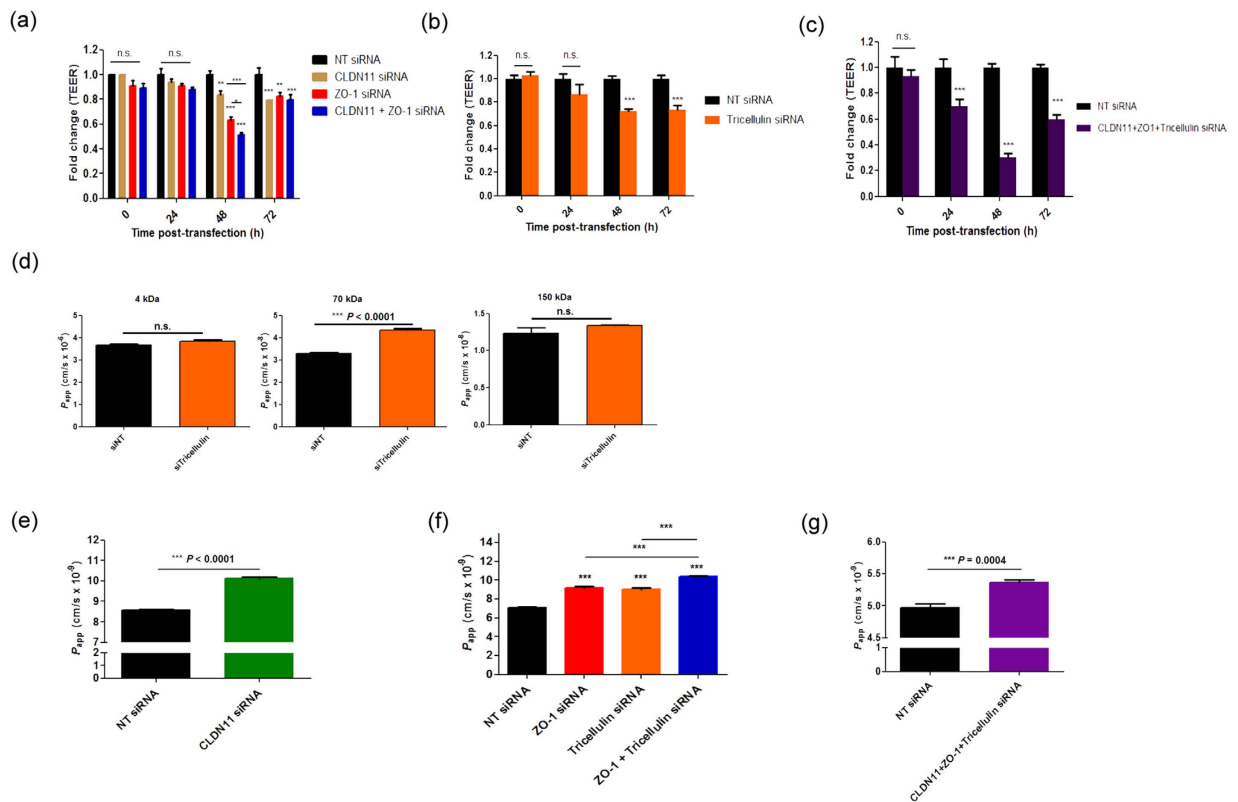 (a)
n.s.
n.s.
** *** *** * ***
*** ** ***
Fold change (TEER)
1.2
1.0
0.8
0.6
0.4
0.2
0.0
0 24 48 72
Time post-transfection (h)
NT siRNA
CLDN11 siRNA
ZO-1 siRNA
CLDN11 + ZO-1 siRNA
(b)
n.s.
n.s.
*** ***
Fold change (TEER)
1.2
1.0
0.8
0.6
0.4
0.2
0.0
0 24 48 72
Time post-transfection (h)
NT siRNA
Tricellulin siRNA
(c)
n.s.
*** *** ***
Fold change (TEER)
1.2
1.0
0.8
0.6
0.4
0.2
0.0
0 24 48 72
Time post-transfection (h)
NT siRNA
CLDN11+ZO1+Tricellulin siRNA
(d)
4 kDa
n.s.
Papp (cm/s x 10-6)
5
4
3
2
1
0
siNT siTricellulin
70 kDa
*** P < 0.0001
Papp (cm/s x 10-8)
5
4
3
2
1
0
siNT siTricellulin
150 kDa
n.s.
Papp (cm/s x 10-8)
1.5
1.0
0.5
0.0
siNT siTricellulin
(e)
*** P < 0.0001
Papp (cm/s x 10-9)
12
11
10
9
8
7
2
1
0
NT siRNA CLDN11 siRNA
(f)
***
***
*** *** ***
Papp (cm/s x 10-9)
12
10
8
6
4
2
0
NT siRNA ZO-1 siRNA Tricellulin siRNA ZO-1 + Tricellulin siRNA
(g)
*** P = 0.0004
Papp (cm/s x 10-9)
6.0
5.5
5.0
4.5
1
0
NT siRNA CLDN11+ZO-1+Tricellulin siRNA